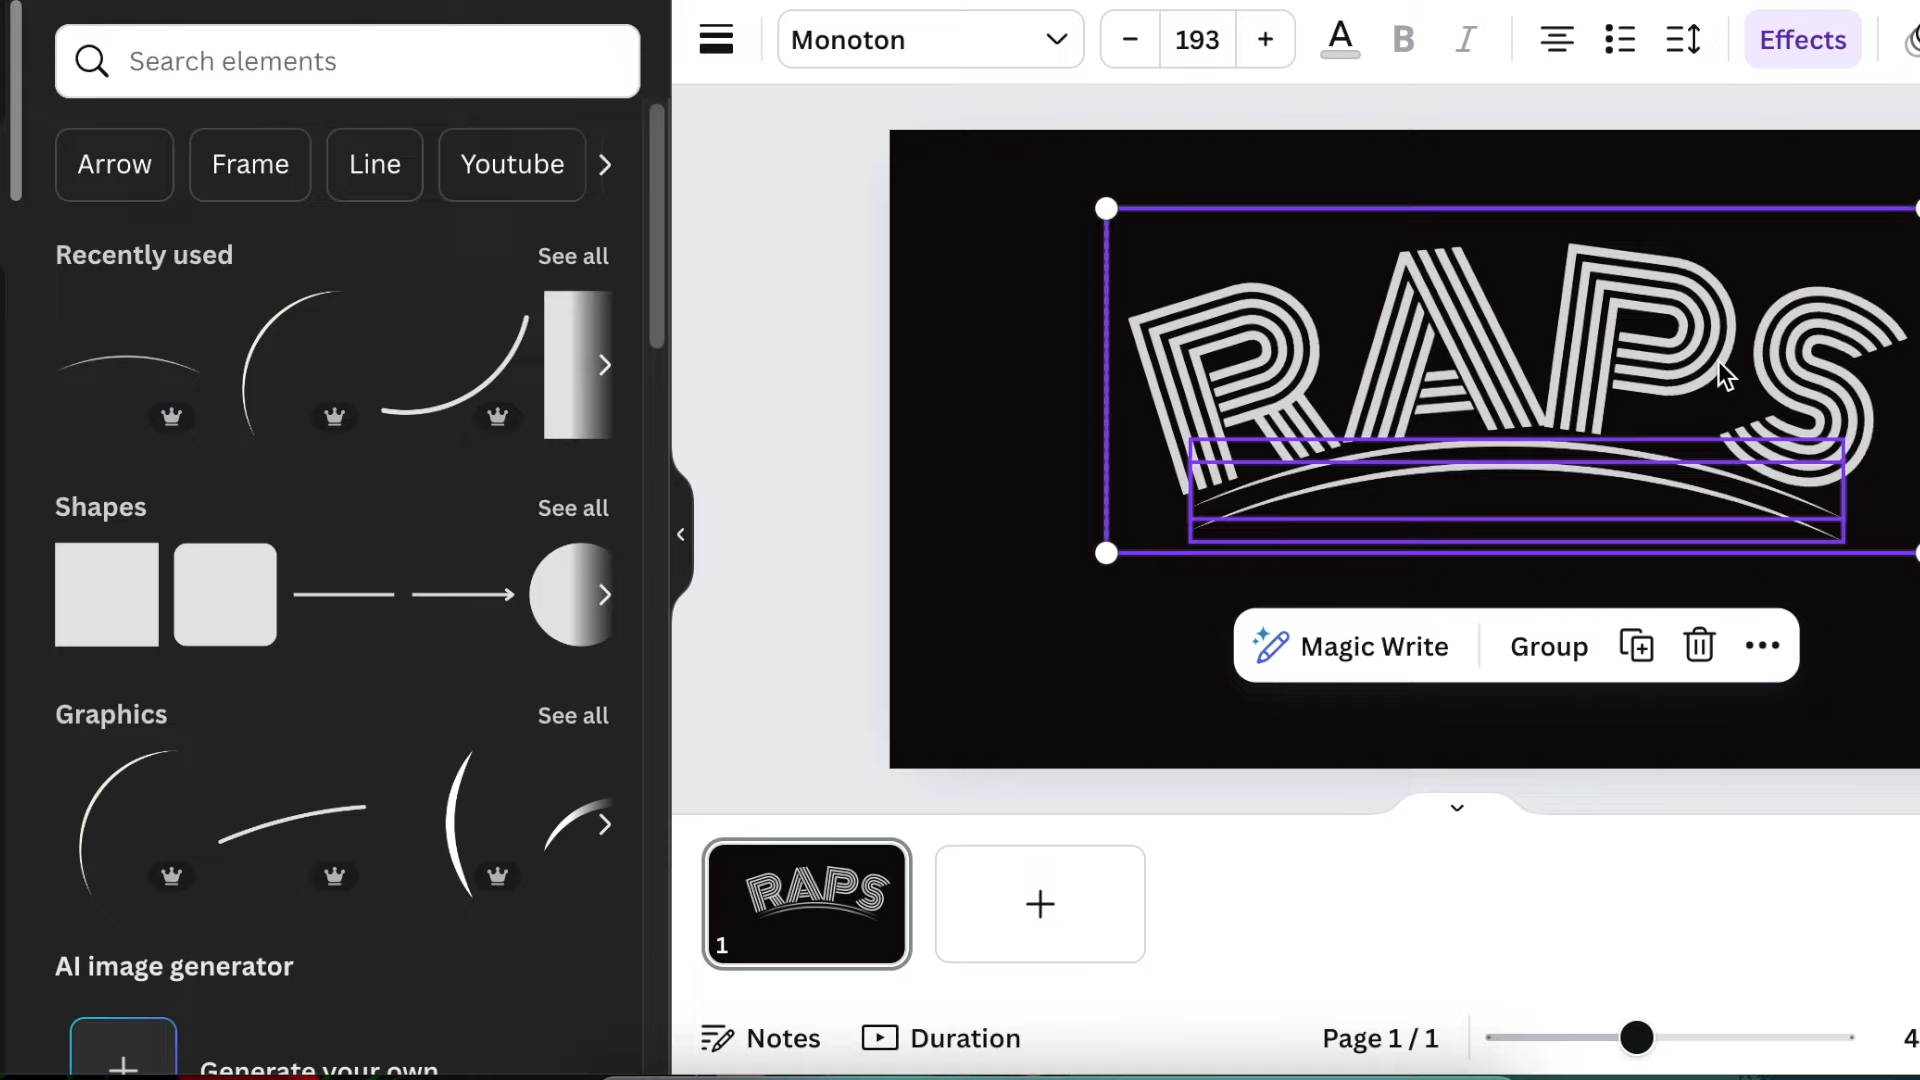 Search elements
Arrow
Frame
Line
Youtube
Recently used
See all
Shapes
See all
Graphics
See all
AI image generator
Generate your own
Monoton
193
A
B
I
Effects
RAPS
Magic Write
Group
RAPS
1
Notes
Duration
Page 1 / 1
4